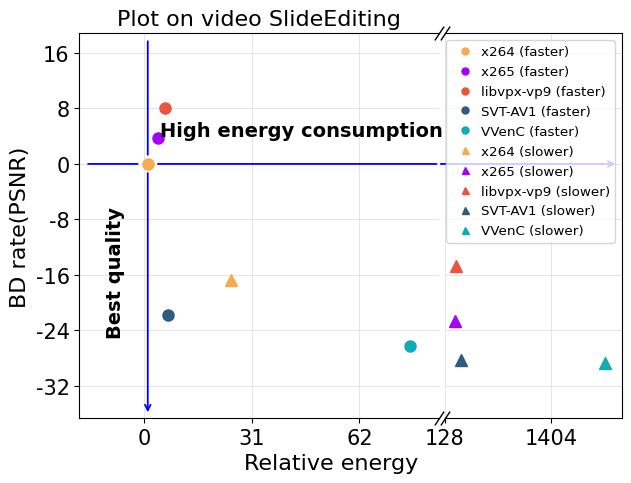 Plot on video SlideEditing
16
8
0
-8
-16
-24
-32
BD rate(PSNR)
High energy consumption
Best quality
x264 (faster)
x265 (faster)
libvpx-vp9 (faster)
SVT-AV1 (faster)
VVenC (faster)
x264 (slower)
x265 (slower)
libvpx-vp9 (slower)
SVT-AV1 (slower)
VVenC (slower)
0 31 62 128 1404
Relative energy